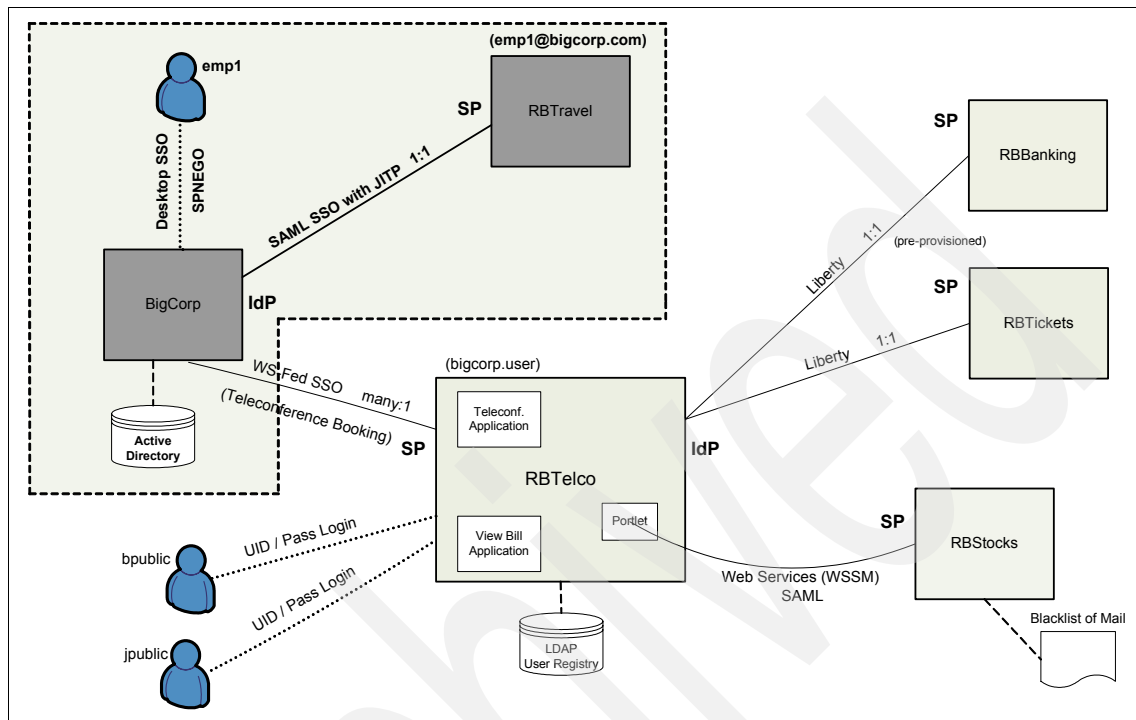 (emp1@bigcorp.com)
emp1
SP
RBTravel
Desktop SSO
SPNEGO
SAML SSO with JITP 1:1
SP
RBBanking
1:1
(pre-provisioned)
Liberty
BigCorp
IdP
SP
RBTickets
Liberty 1:1
WS-Fed SSO many:1
(Teleconference Booking)
(bigcorp.user)
Active
Directory
SP
Teleconf.
Application
IdP
RBTelco
Portlet
View Bill
Application
SP
RBStocks
UID / Pass Login
bpublic
UID / Pass Login
Web Services (WSSM)
SAML
jpublic
LDAP
User Registry
Blacklist of Mail